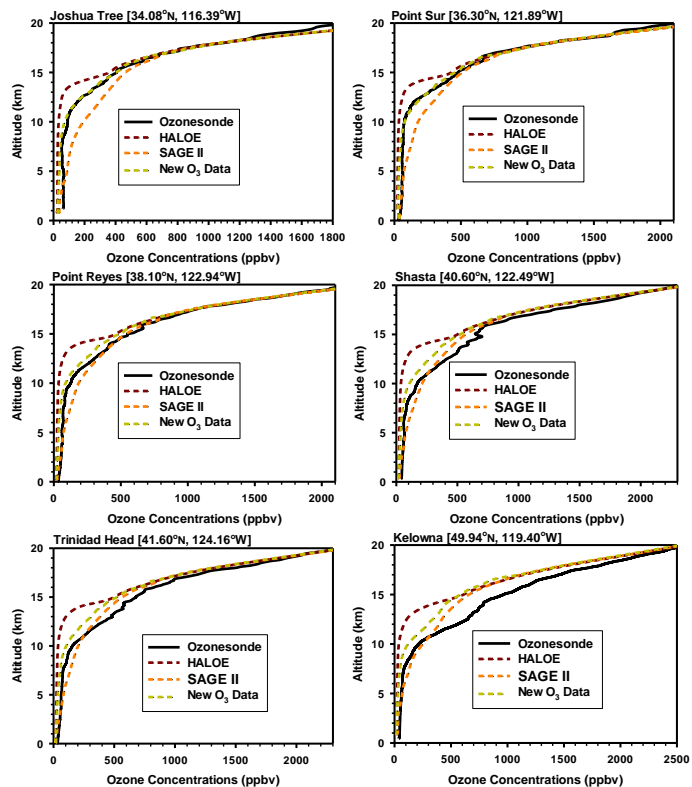 Joshua Tree [34.08°N, 116.39°W]
20
15
10
5
0
Altitude (km)
Ozonesonde
HALOE
SAGE II
New O3 Data
0 200 400 600 800 1000 1200 1400 1600 1800
Ozone Concentrations (ppbv)
Point Sur [36.30°N, 121.89°W]
20
15
10
5
0
Altitude (km)
Ozonesonde
HALOE
SAGE II
New O3 Data
0 500 1000 1500 2000
Ozone Concentrations (ppbv)
Point Reyes [38.10°N, 122.94°W]
20
15
10
5
0
Altitude (km)
Ozonesonde
HALOE
SAGE II
New O3 Data
0 500 1000 1500 2000
Ozone Concentrations (ppbv)
Shasta [40.60°N, 122.49°W]
20
15
10
5
0
Altitude (km)
Ozonesonde
HALOE
SAGE II
New O3 Data
0 500 1000 1500 2000
Ozone Concentrations (ppbv)
Trinidad Head [41.60°N, 124.16°W]
20
15
10
5
0
Altitude (km)
Ozonesonde
HALOE
SAGE II
New O3 Data
0 500 1000 1500 2000
Ozone Concentrations (ppbv)
Kelowna [49.94°N, 119.40°W]
20
15
10
5
0
Altitude (km)
Ozonesonde
HALOE
SAGE II
New O3 Data
0 500 1000 1500 2000 2500
Ozone Concentrations (ppbv)